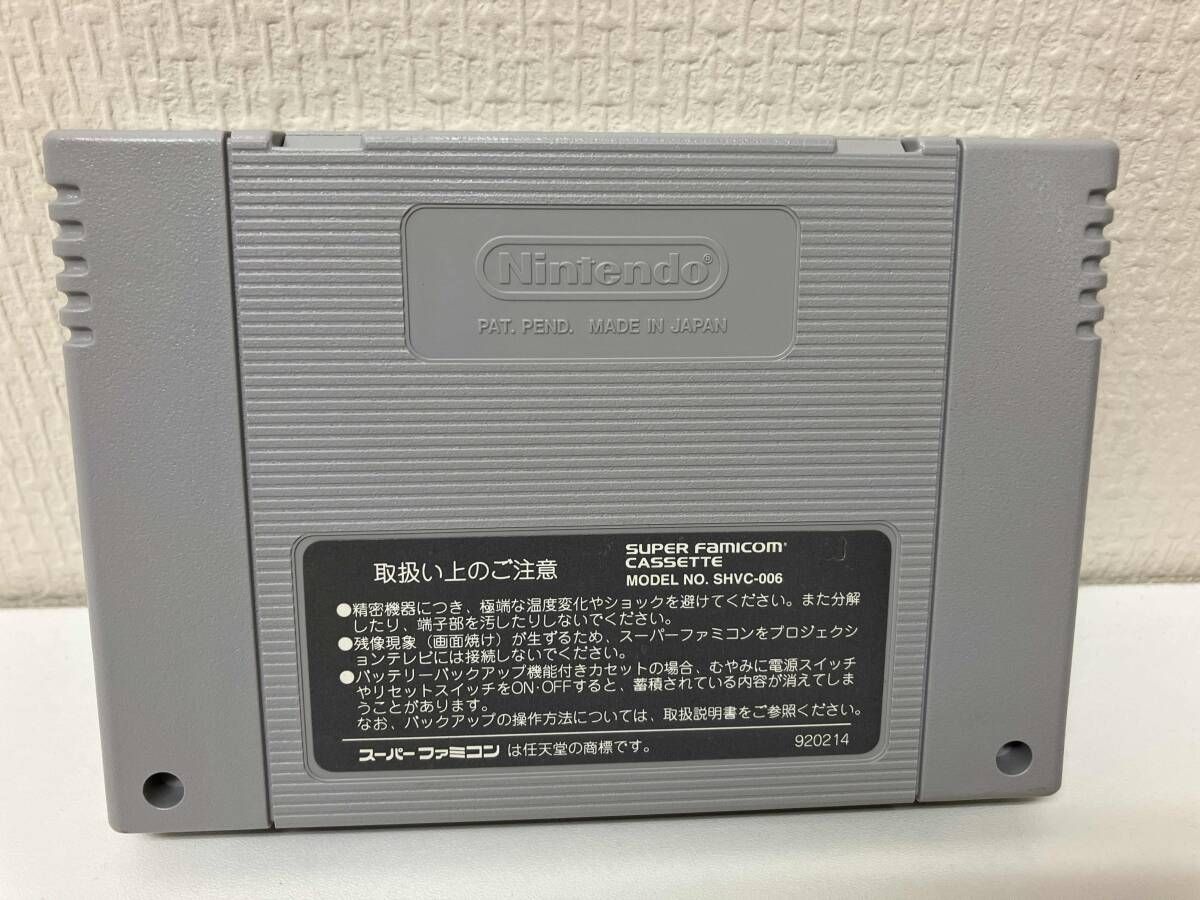 Nintendo®
PAT. PEND. MADE IN JAPAN
取扱い上のご注意
SUPER FAMICOM
CASSETTE
MODEL NO. SHVC-006
●精密機器につき、極端な温度変化やショックを避けてください。また分解
したり、端子部を汚したりしないでください。
●残像現象（画面焼け）が生ずるため、スーパーファミコンをプロジェクシ
ョンテレビには接続しないでください。
●バッテリーバックアップ機能付きカセットの場合、むやみに電源スイッチ
やリセットスイッチをON·OFFすると、蓄積されている内容が消えてしま
うことがあります。
なお、バックアップの操作方法については、取扱説明書をご参照ください。
スーパーファミコン は任天堂の商標です。
920214